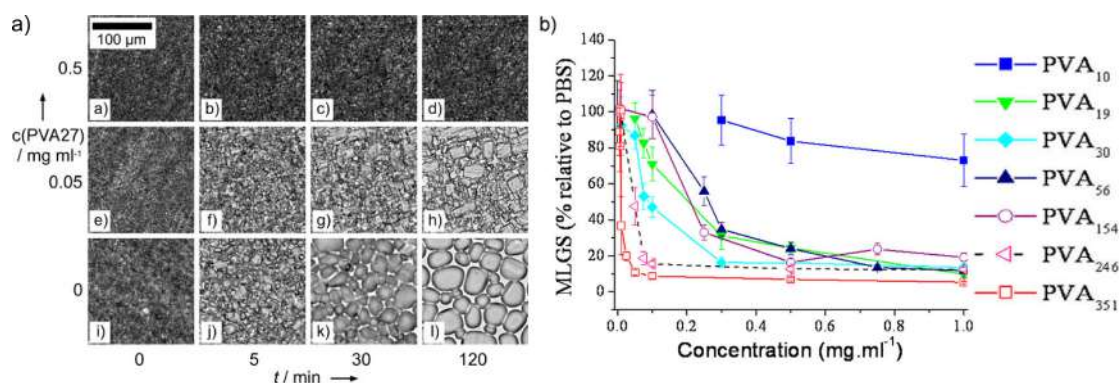 a)
100 µm
0.5
c(PVA27)
/ mg ml⁻¹
0.05
0
a) b) c) d)
e) f) g) h)
i) j) k) l)
0 5 30 120
t / min
b)
MLGS (% relative to PBS)
140
120
100
80
60
40
20
0
0.0 0.2 0.4 0.6 0.8 1.0
Concentration (mg.ml⁻¹)
PVA₁₀
PVA₁₉
PVA₃₀
PVA₅₆
PVA₁₅₄
PVA₂₄₆
PVA₃₅₁